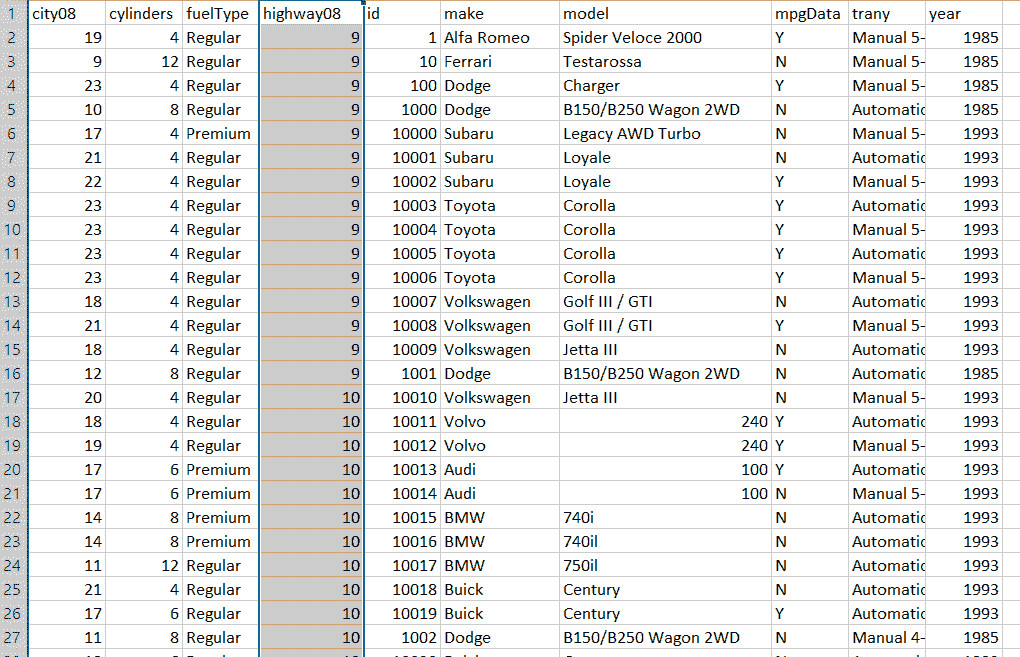 1 city08 cylinders fuelType highway08 id make model mpgData trany year
2 19 4 Regular 9 1 Alfa Romeo Spider Veloce 2000 Y Manual 5- 1985
3 9 12 Regular 9 10 Ferrari Testarossa N Manual 5- 1985
4 23 4 Regular 9 100 Dodge Charger Y Manual 5- 1985
5 10 8 Regular 9 1000 Dodge B150/B250 Wagon 2WD N Automatic 1985
6 17 4 Premium 9 10000 Subaru Legacy AWD Turbo N Manual 5- 1993
7 21 4 Regular 9 10001 Subaru Loyale N Automatic 1993
8 22 4 Regular 9 10002 Subaru Loyale Y Manual 5- 1993
9 23 4 Regular 9 10003 Toyota Corolla Y Automatic 1993
10 23 4 Regular 9 10004 Toyota Corolla Y Manual 5- 1993
11 23 4 Regular 9 10005 Toyota Corolla Y Automatic 1993
12 23 4 Regular 9 10006 Toyota Corolla Y Manual 5- 1993
13 18 4 Regular 9 10007 Volkswagen Golf III / GTI N Automatic 1993
14 21 4 Regular 9 10008 Volkswagen Golf III / GTI Y Manual 5- 1993
15 18 4 Regular 9 10009 Volkswagen Jetta III N Automatic 1993
16 12 8 Regular 9 1001 Dodge B150/B250 Wagon 2WD N Automatic 1985
17 20 4 Regular 10 10010 Volkswagen Jetta III N Manual 5- 1993
18 18 4 Regular 10 10011 Volvo 240 Y Automatic 1993
19 19 4 Regular 10 10012 Volvo 240 Y Manual 5- 1993
20 17 6 Premium 10 10013 Audi 100 Y Automatic 1993
21 17 6 Premium 10 10014 Audi 100 N Manual 5- 1993
22 14 8 Premium 10 10015 BMW 740i N Automatic 1993
23 14 8 Premium 10 10016 BMW 740il N Automatic 1993
24 11 12 Regular 10 10017 BMW 750il N Automatic 1993
25 21 4 Regular 10 10018 Buick Century N Automatic 1993
26 17 6 Regular 10 10019 Buick Century Y Automatic 1993
27 11 8 Regular 10 1002 Dodge B150/B250 Wagon 2WD N Manual 4- 1985